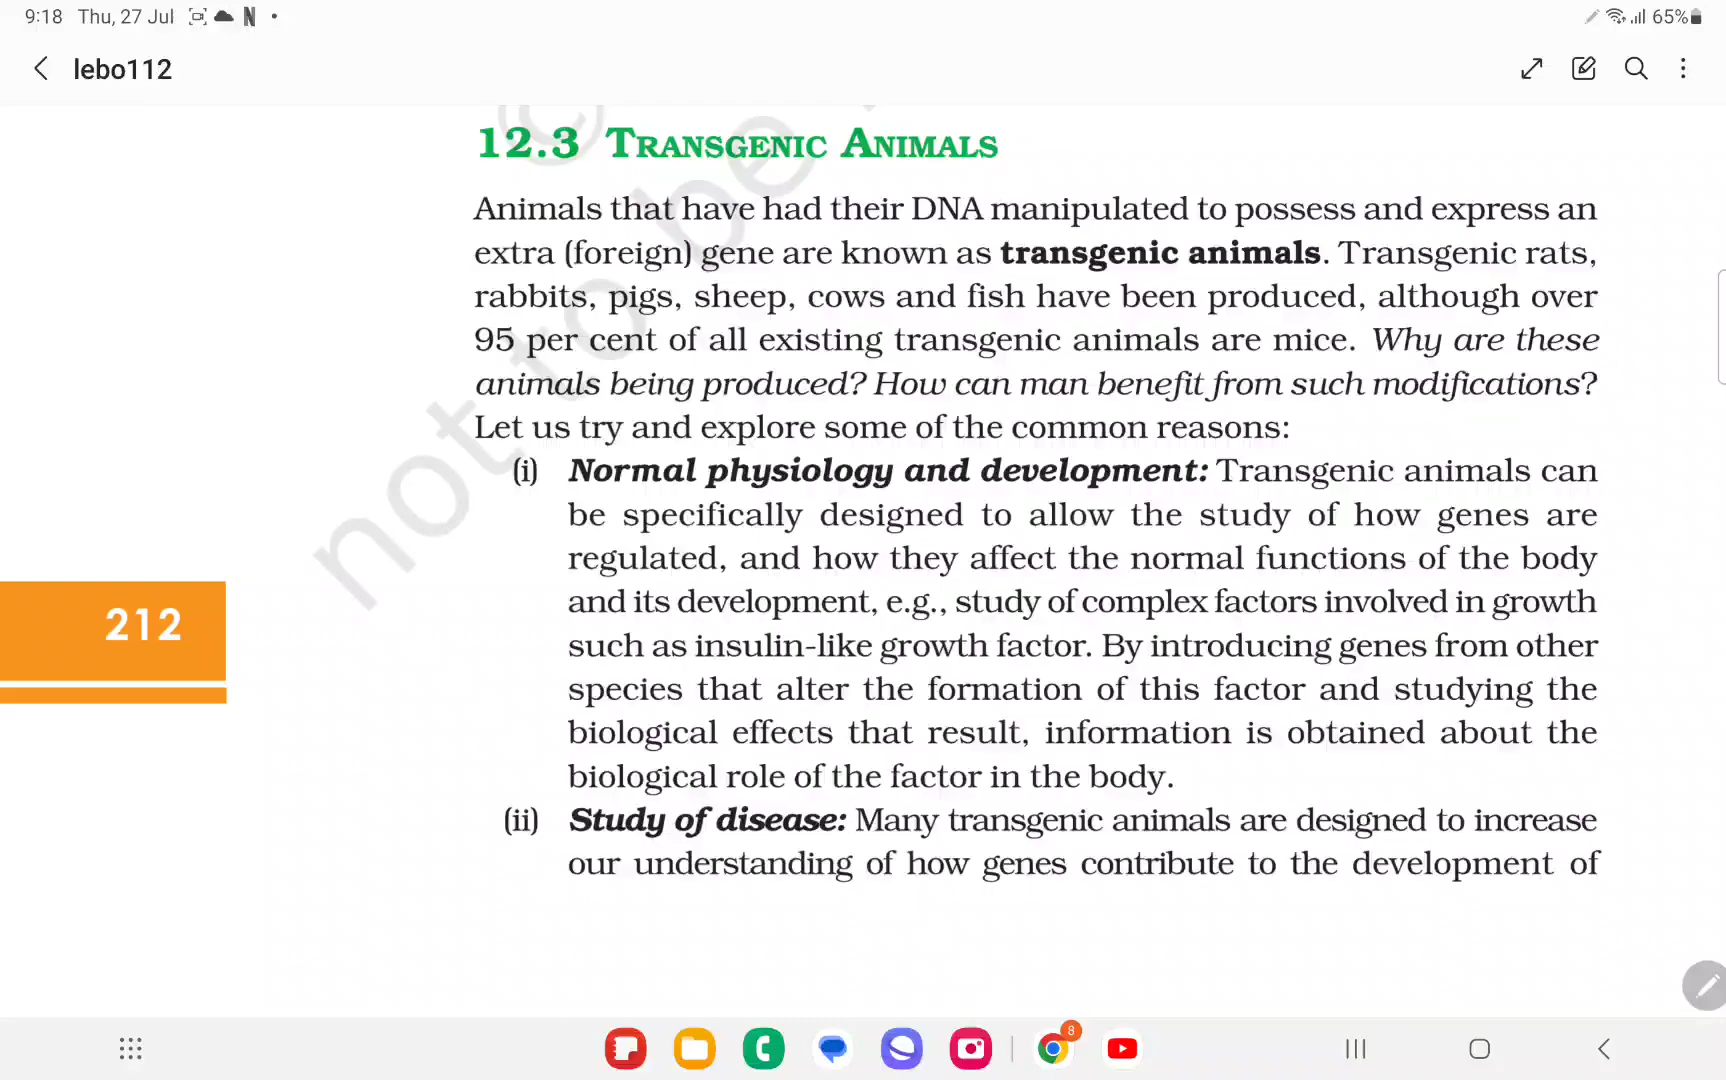 9:18 Thu, 27 Jul N
65%
lebo112
©
not to be
12.3 TRANSGENIC ANIMALS
Animals that have had their DNA manipulated to possess and express an
extra (foreign) gene are known as transgenic animals. Transgenic rats,
rabbits, pigs, sheep, cows and fish have been produced, although over
95 per cent of all existing transgenic animals are mice. Why are these
animals being produced? How can man benefit from such modifications?
Let us try and explore some of the common reasons:
(i) Normal physiology and development: Transgenic animals can
be specifically designed to allow the study of how genes are
regulated, and how they affect the normal functions of the body
and its development, e.g., study of complex factors involved in growth
such as insulin-like growth factor. By introducing genes from other
species that alter the formation of this factor and studying the
biological effects that result, information is obtained about the
biological role of the factor in the body.
(ii) Study of disease: Many transgenic animals are designed to increase
our understanding of how genes contribute to the development of
212
8